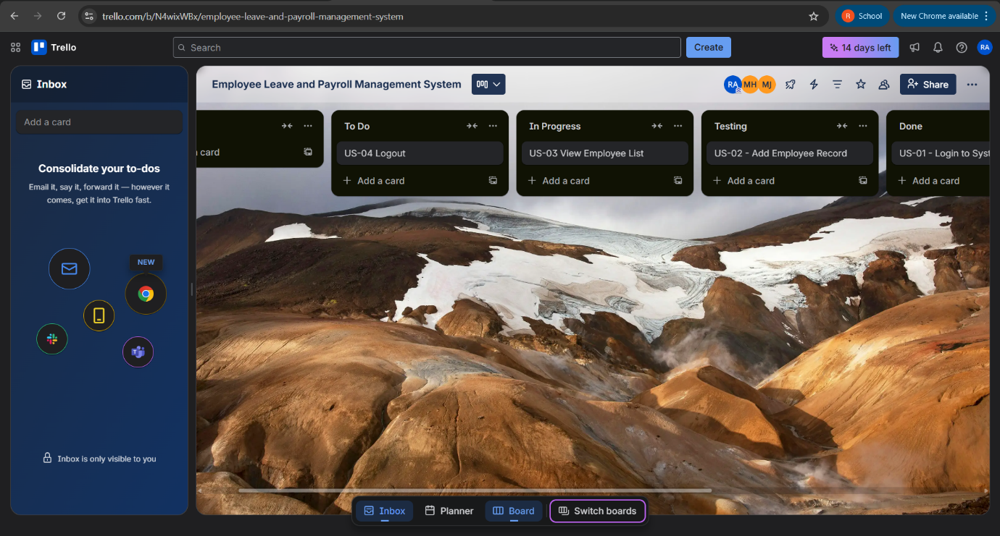 trello.com/b/N4wixWBx/employee-leave-and-payroll-management-system
R School
New Chrome available
Trello
Search
Create
14 days left
RA
Inbox
Add a card
Consolidate your to-dos
Email it, say it, forward it — however it
comes, get it into Trello fast.
NEW
Inbox is only visible to you
Employee Leave and Payroll Management System
RA MH MJ
Share
a card
To Do
US-04 Logout
Add a card
In Progress
US-03 View Employee List
Add a card
Testing
US-02 - Add Employee Record
Add a card
Done
US-01 - Login to Syst
Add a card
Inbox
Planner
Board
Switch boards